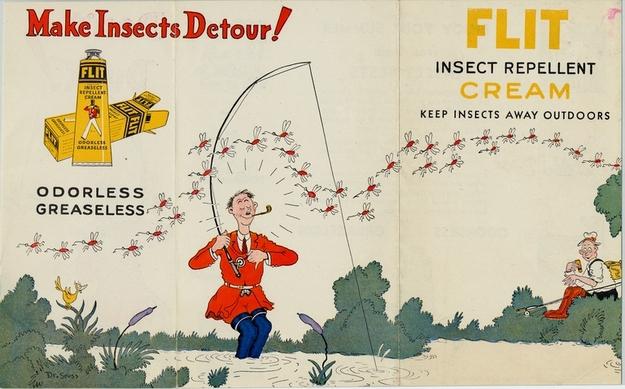 Make Insects Detour!
FLIT
INSECT
REPELLENT
CREAM
ODORLESS
GREASELESS
FLIT
ODORLESS
GREASELESS
FLIT
INSECT REPELLENT
CREAM
KEEP INSECTS AWAY OUTDOORS
Dr. Seuss